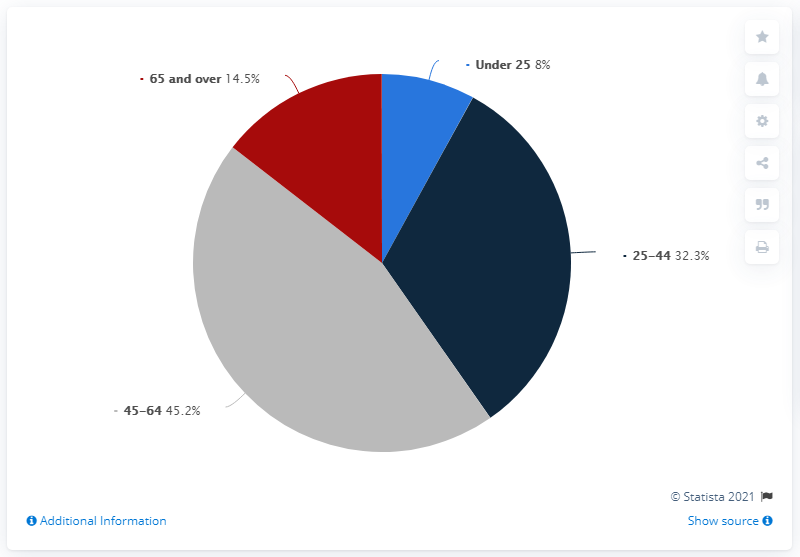 Under 25 8%
65 and over 14.5%
25–44 32.3%
45–64 45.2%
© Statista 2021
Additional Information
Show source